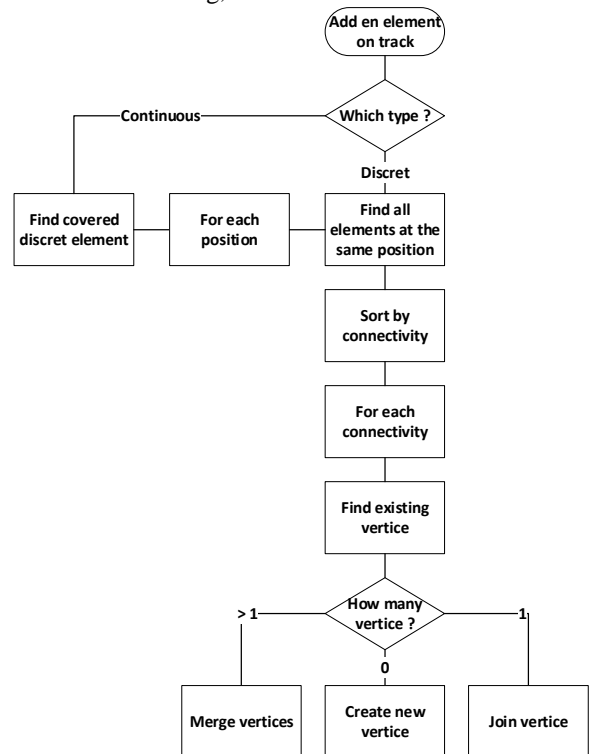 g,
Add en element
on track
Which type ?
Continuous
Discret
Find covered
discret element
For each
position
Find all
elements at the
same position
Sort by
connectivity
For each
connectivity
Find existing
vertice
How many
vertice ?
> 1
1
0
Merge vertices
Create new
vertice
Join vertice